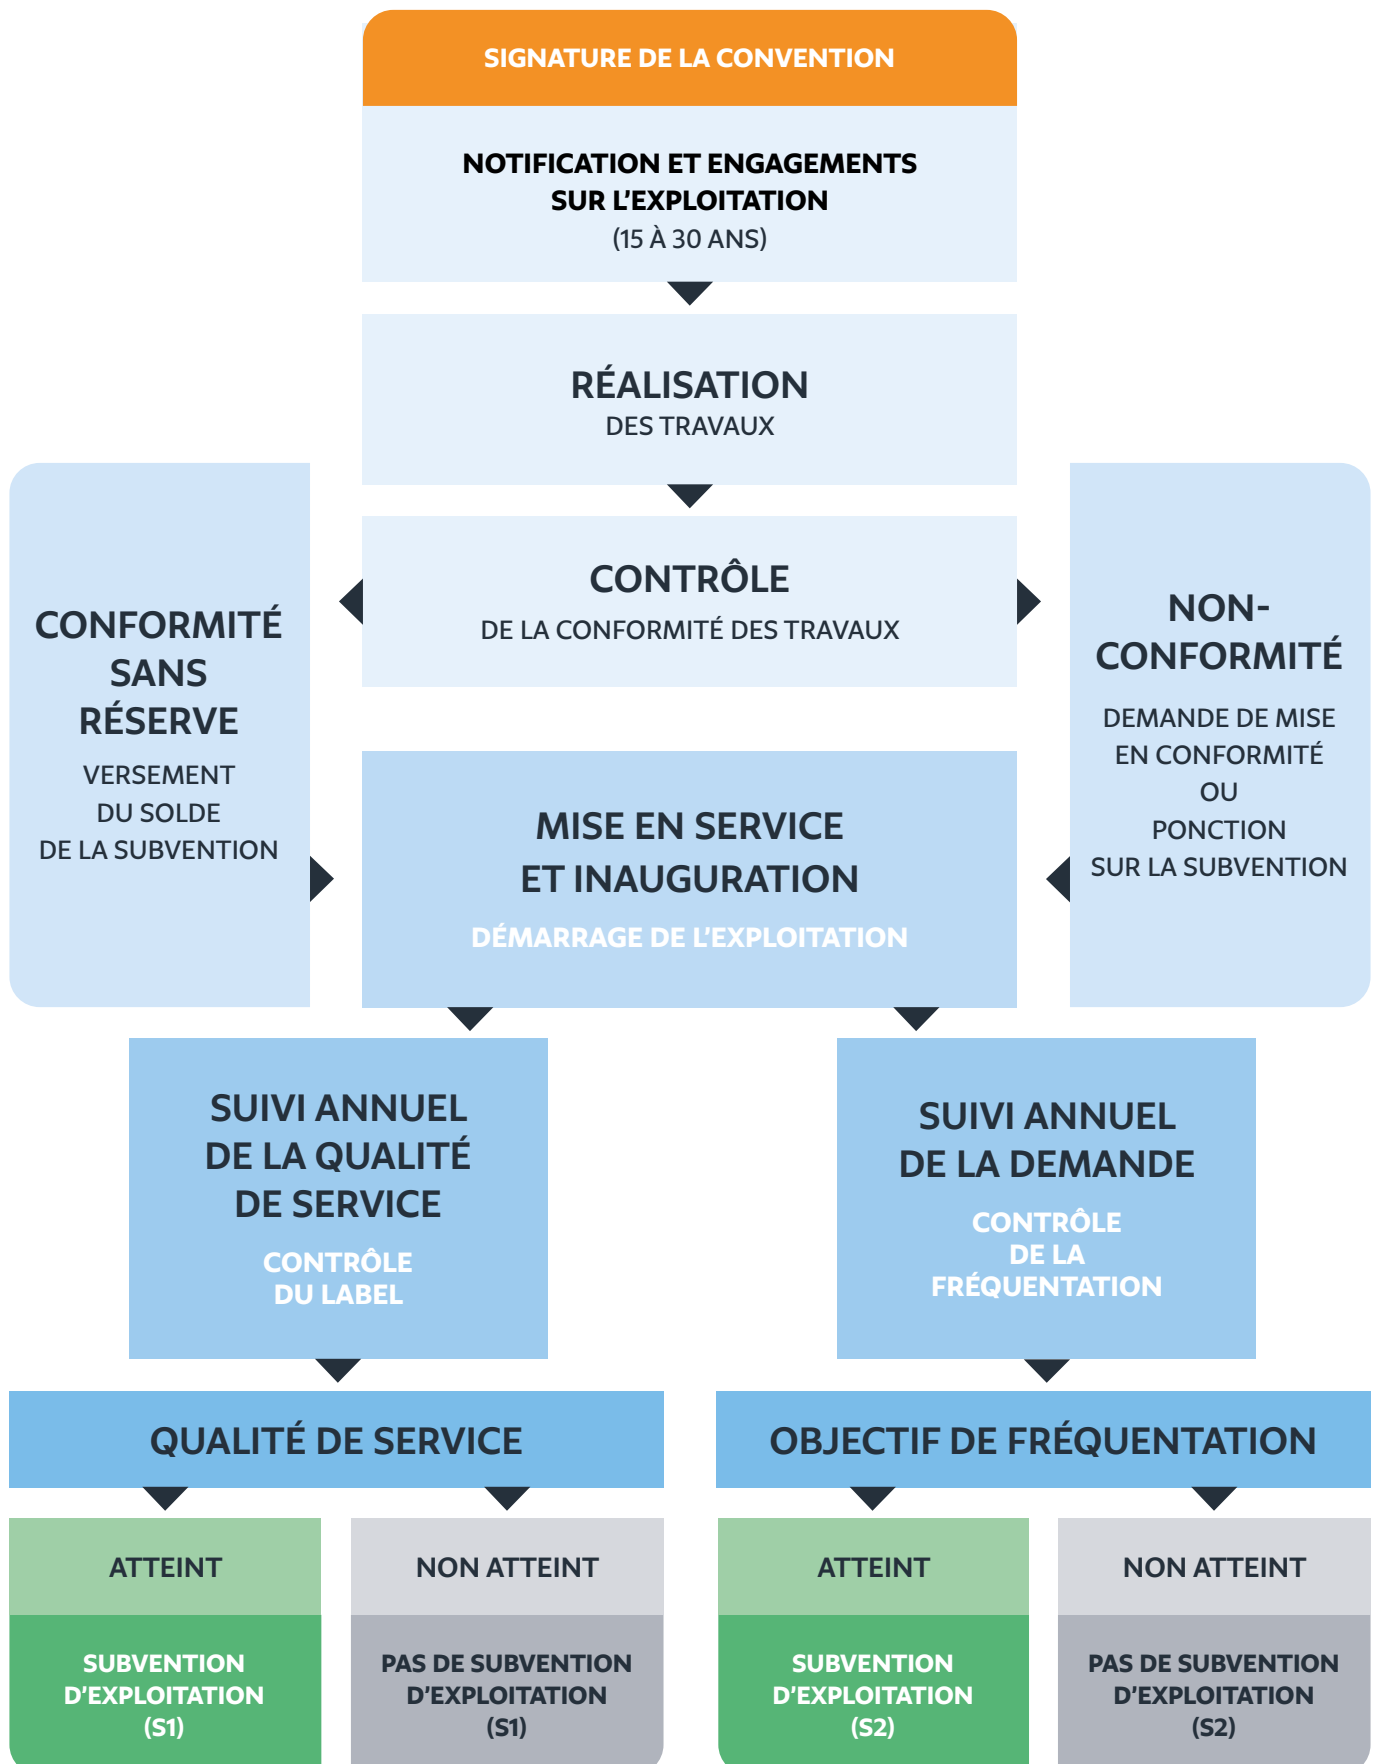 SIGNATURE DE LA CONVENTION
NOTIFICATION ET ENGAGEMENTS
SUR L'EXPLOITATION
(15 À 30 ANS)
RÉALISATION
DES TRAVAUX
CONTRÔLE
DE LA CONFORMITÉ DES TRAVAUX
CONFORMITÉ
SANS
RÉSERVE
VERSEMENT
DU SOLDE
DE LA SUBVENTION
NON-
CONFORMITÉ
DEMANDE DE MISE
EN CONFORMITÉ
OU
PONCTION
SUR LA SUBVENTION
MISE EN SERVICE
ET INAUGURATION
DÉMARRAGE DE L'EXPLOITATION
SUIVI ANNUEL
DE LA QUALITÉ
DE SERVICE
CONTRÔLE
DU LABEL
SUIVI ANNUEL
DE LA DEMANDE
CONTRÔLE
DE LA
FRÉQUENTATION
QUALITÉ DE SERVICE
OBJECTIF DE FRÉQUENTATION
ATTEINT
SUBVENTION
D'EXPLOITATION
(S1)
NON ATTEINT
PAS DE SUBVENTION
D'EXPLOITATION
(S1)
ATTEINT
SUBVENTION
D'EXPLOITATION
(S2)
NON ATTEINT
PAS DE SUBVENTION
D'EXPLOITATION
(S2)